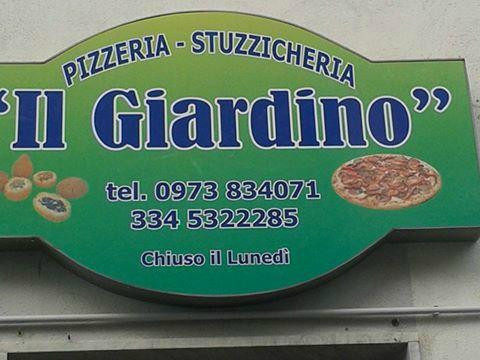 PIZZERIA - STUZZICHERIA
"Il Giardino"
tel. 0973 834071
334 5322285
Chiuso il Lunedì